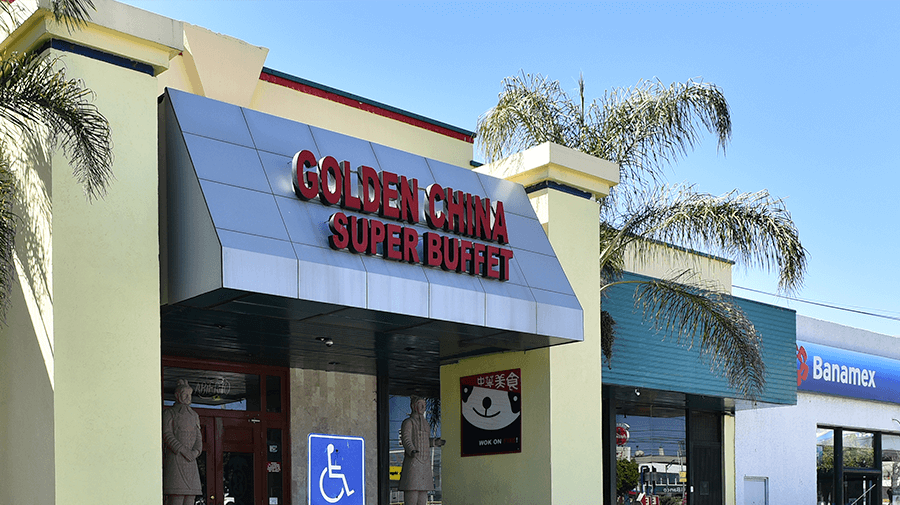 GOLDEN CHINA
SUPER BUFFET
中華美食
WOK ON
Banamex